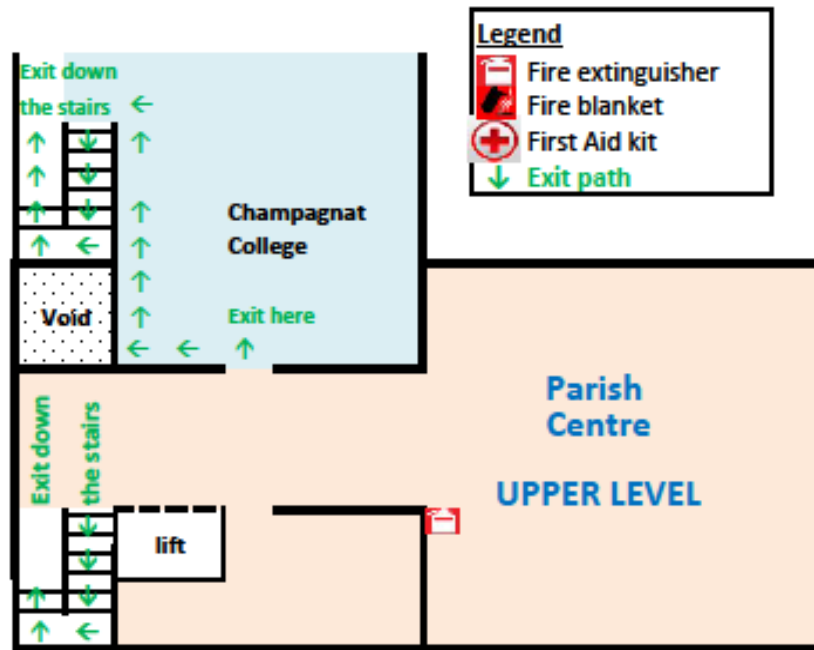 Legend
Fire extinguisher
Fire blanket
First Aid kit
Exit path
Exit down
the stairs
Champagnat
College
Void
Exit here
Parish
Centre
UPPER LEVEL
Exit down
the stairs
lift